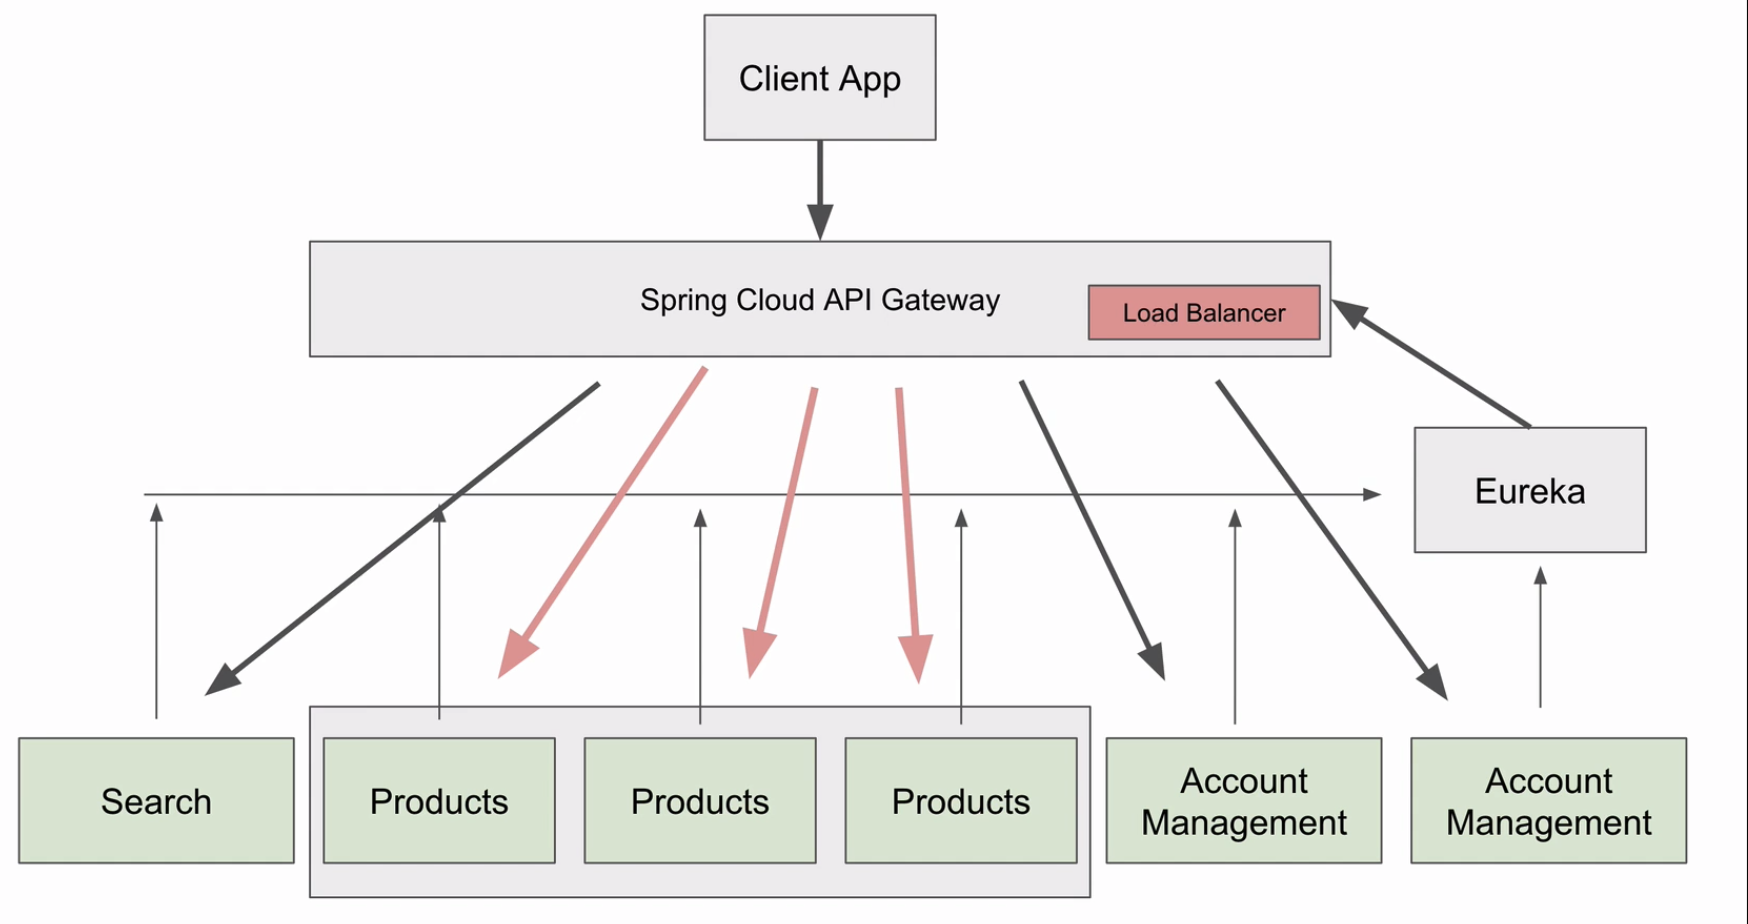 Client App
Spring Cloud API Gateway
Load Balancer
Eureka
Search
Products
Products
Products
Account
Management
Account
Management